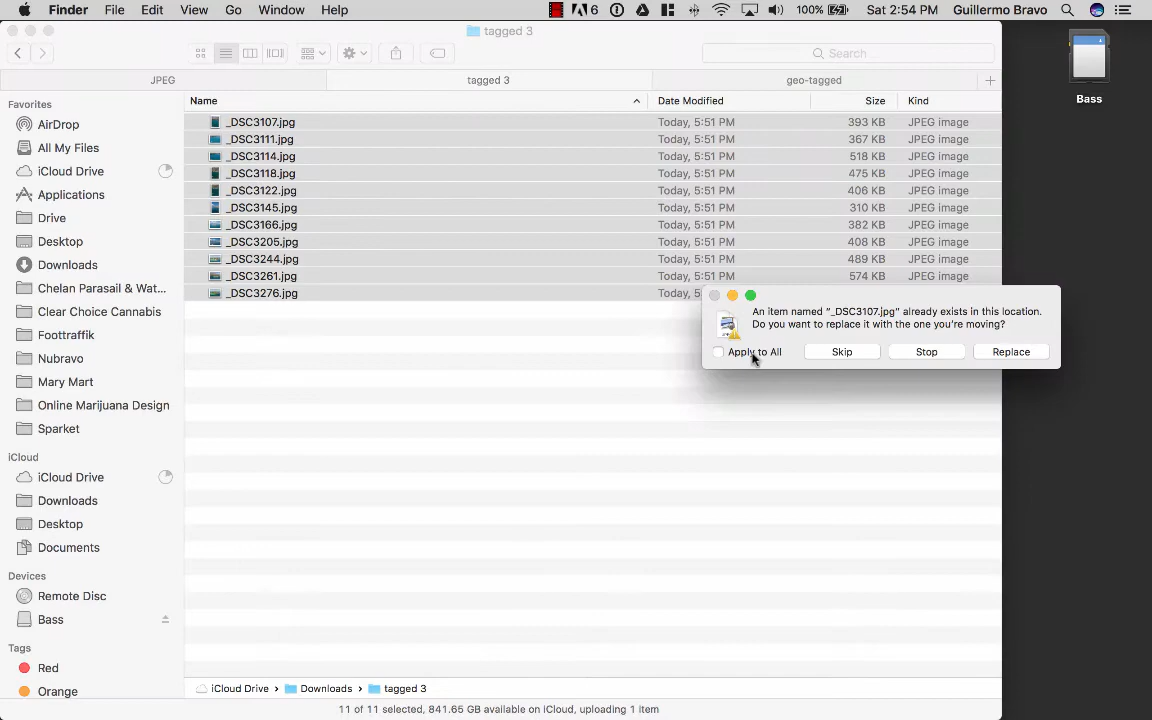 Finder File Edit View Go Window Help 6 100% Sat 2:54 PM Guillermo Bravo
tagged 3
Search
JPEG tagged 3 geo-tagged
Name Date Modified Size Kind
_DSC3107.jpg Today, 5:51 PM 393 KB JPEG image
_DSC3111.jpg Today, 5:51 PM 367 KB JPEG image
_DSC3114.jpg Today, 5:51 PM 518 KB JPEG image
_DSC3118.jpg Today, 5:51 PM 475 KB JPEG image
_DSC3122.jpg Today, 5:51 PM 406 KB JPEG image
_DSC3145.jpg Today, 5:51 PM 310 KB JPEG image
_DSC3166.jpg Today, 5:51 PM 382 KB JPEG image
_DSC3205.jpg Today, 5:51 PM 408 KB JPEG image
_DSC3244.jpg Today, 5:51 PM 489 KB JPEG image
_DSC3261.jpg Today, 5:51 PM 574 KB JPEG image
_DSC3276.jpg Today, 5
Favorites
AirDrop
All My Files
iCloud Drive
Applications
Drive
Desktop
Downloads
Chelan Parasail & Wat...
Clear Choice Cannabis
Foottraffik
Nubravo
Mary Mart
Online Marijuana Design
Sparket
iCloud
iCloud Drive
Downloads
Desktop
Documents
Devices
Remote Disc
Bass
Tags
Red
Orange
An item named “_DSC3107.jpg” already exists in this location.
Do you want to replace it with the one you’re moving?
Apply to All Skip Stop Replace
Bass
iCloud Drive › Downloads › tagged 3
11 of 11 selected, 841.65 GB available on iCloud, uploading 1 item